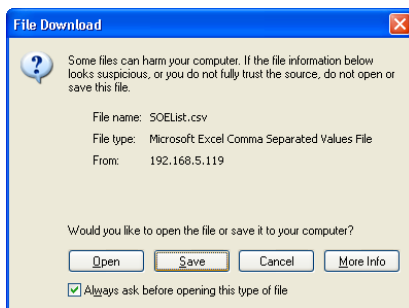 File Download
Some files can harm your computer. If the file information below
looks suspicious, or you do not fully trust the source, do not open or
save this file.
File name: SOEList.csv
File type: Microsoft Excel Comma Separated Values File
From: 192.168.5.119
Would you like to open the file or save it to your computer?
Open Save Cancel More Info
Always ask before opening this type of file